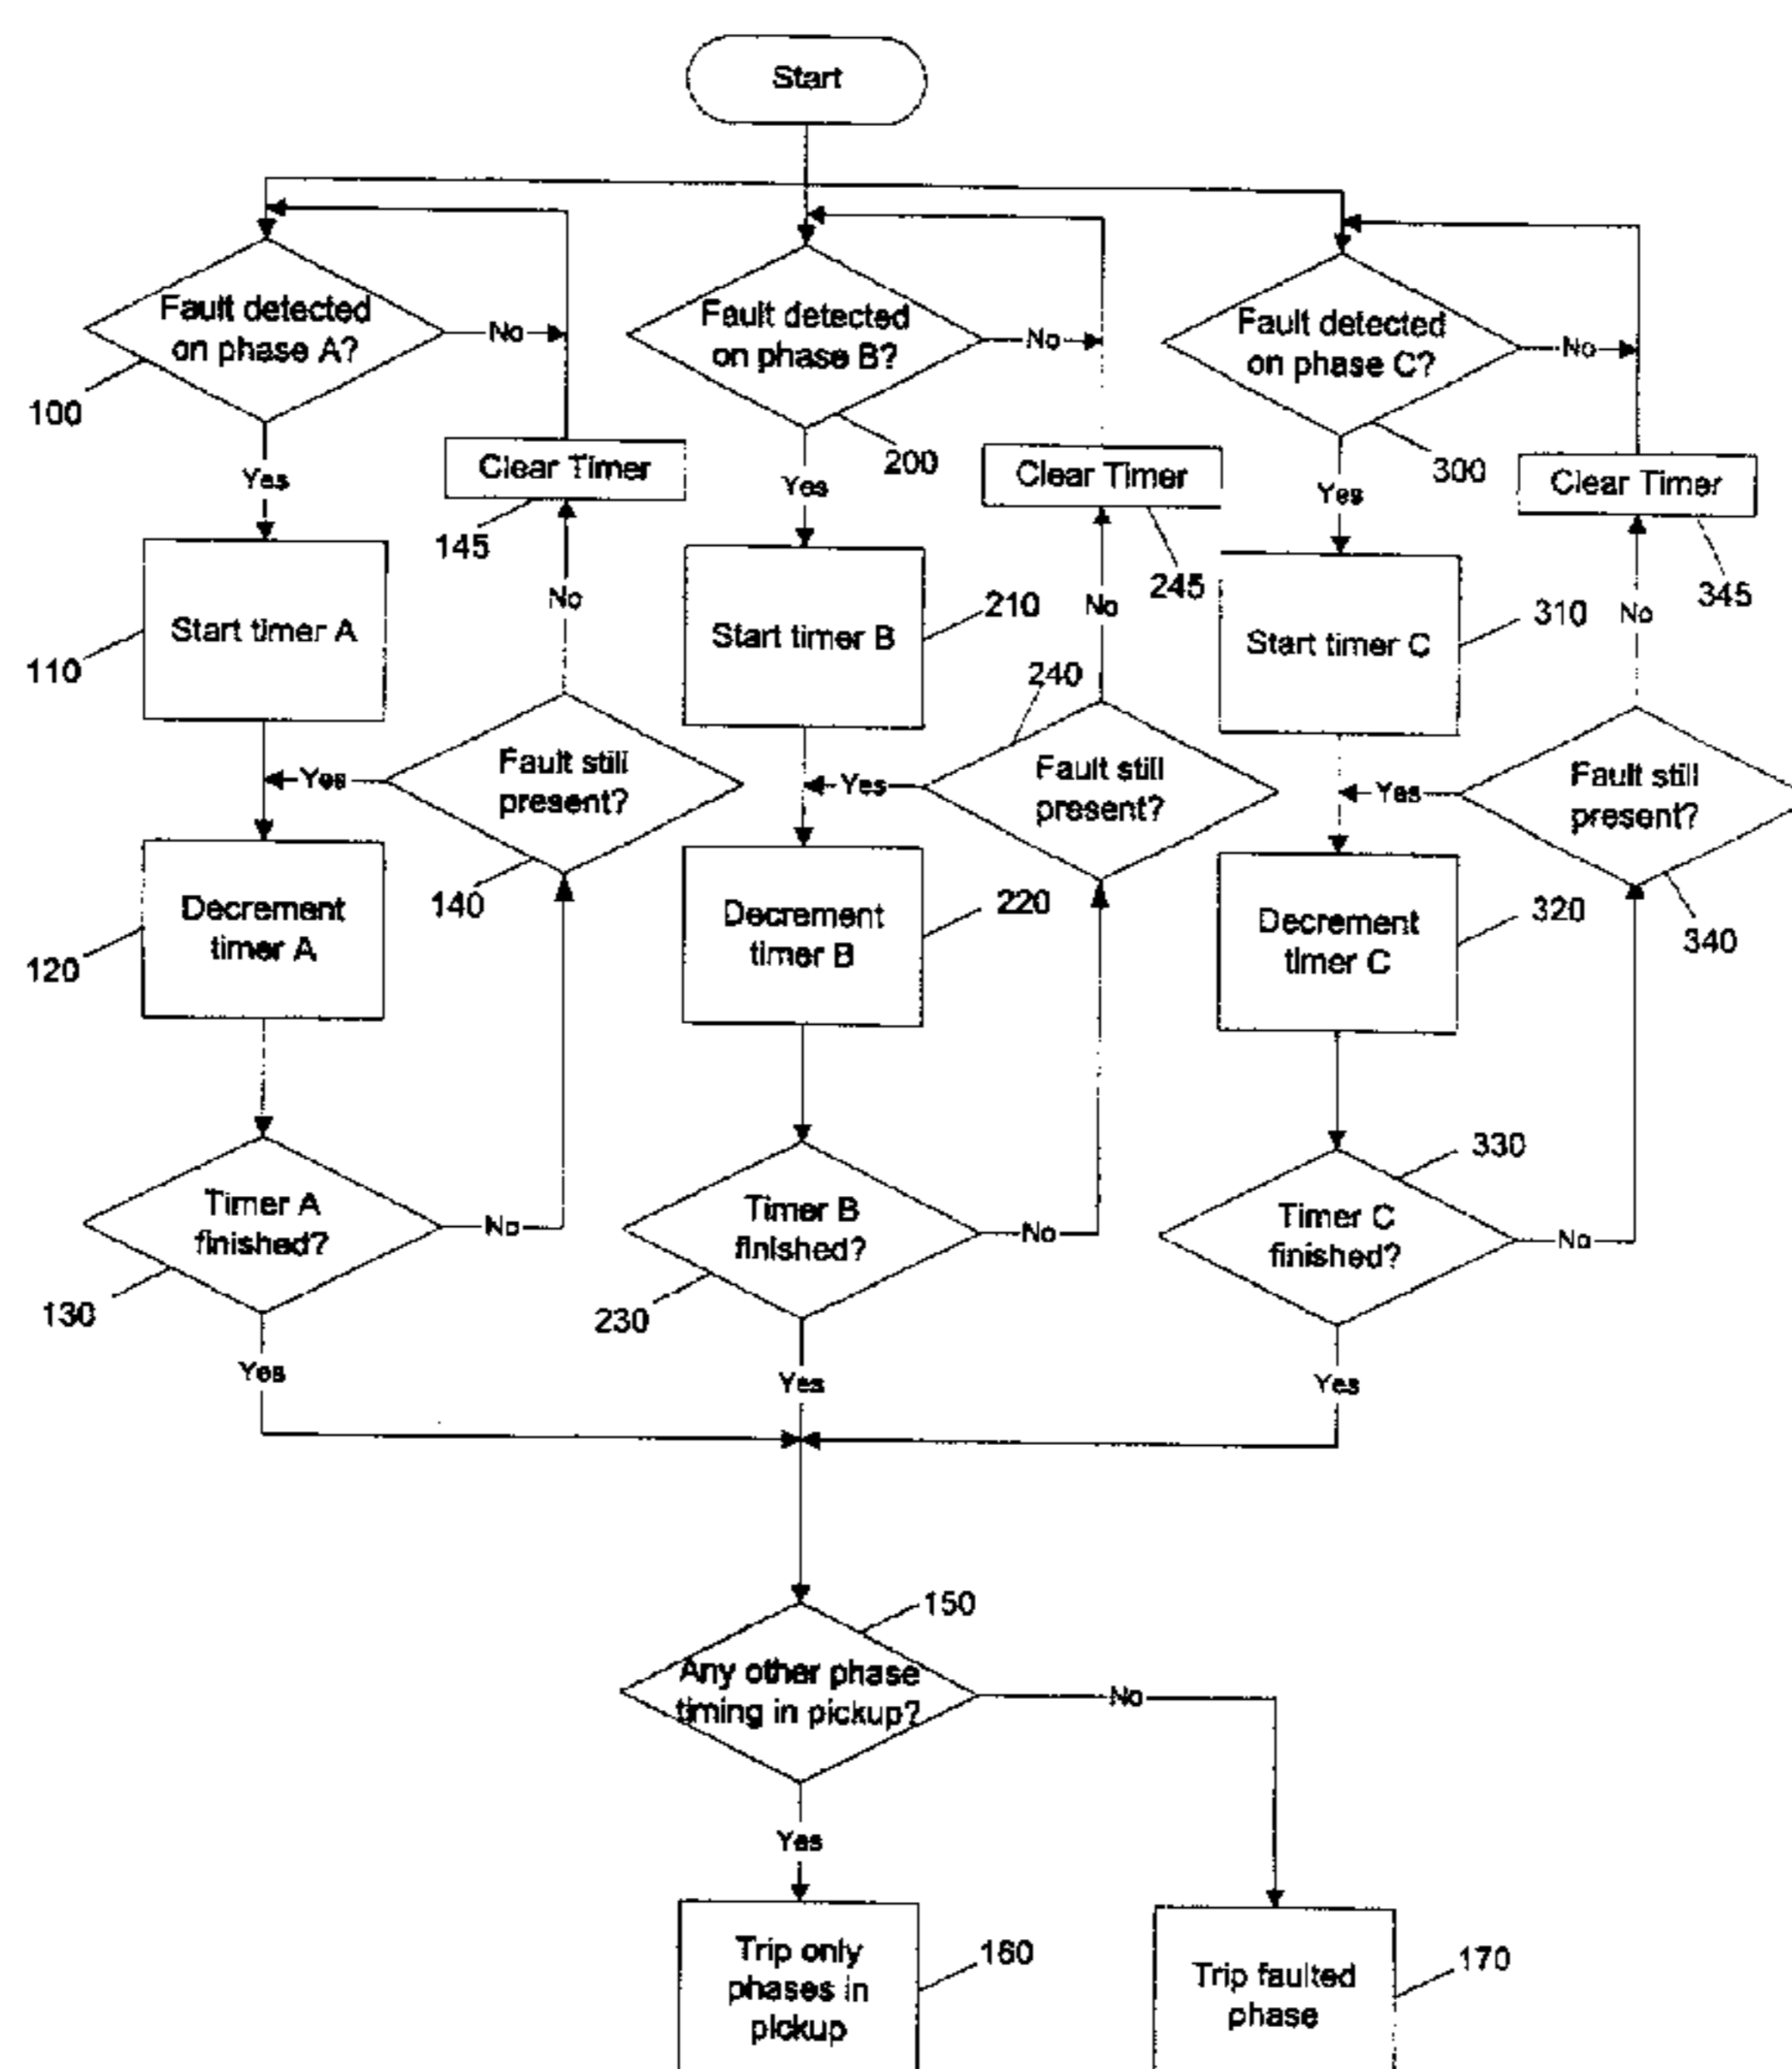 Start
Fault detected
on phase A?
No
100
Yes
Clear Timer
145
Start timer A
110
No
Fault still
present?
Yes
140
Decrement
timer A
120
Timer A
finished?
No
130
Yes
Fault detected
on phase B?
No
200
Yes
Clear Timer
245
Start timer B
210
No
240
Fault still
present?
Yes
Decrement
timer B
220
Timer B
finished?
No
230
Yes
Fault detected
on phase C?
No
300
Yes
Clear Timer
345
Start timer C
310
No
Fault still
present?
Yes
340
Decrement
timer C
320
330
Timer C
finished?
No
Yes
150
Any other phase
timing in pickup?
No
Yes
Trip only
phases in
pickup
160
Trip faulted
phase
170